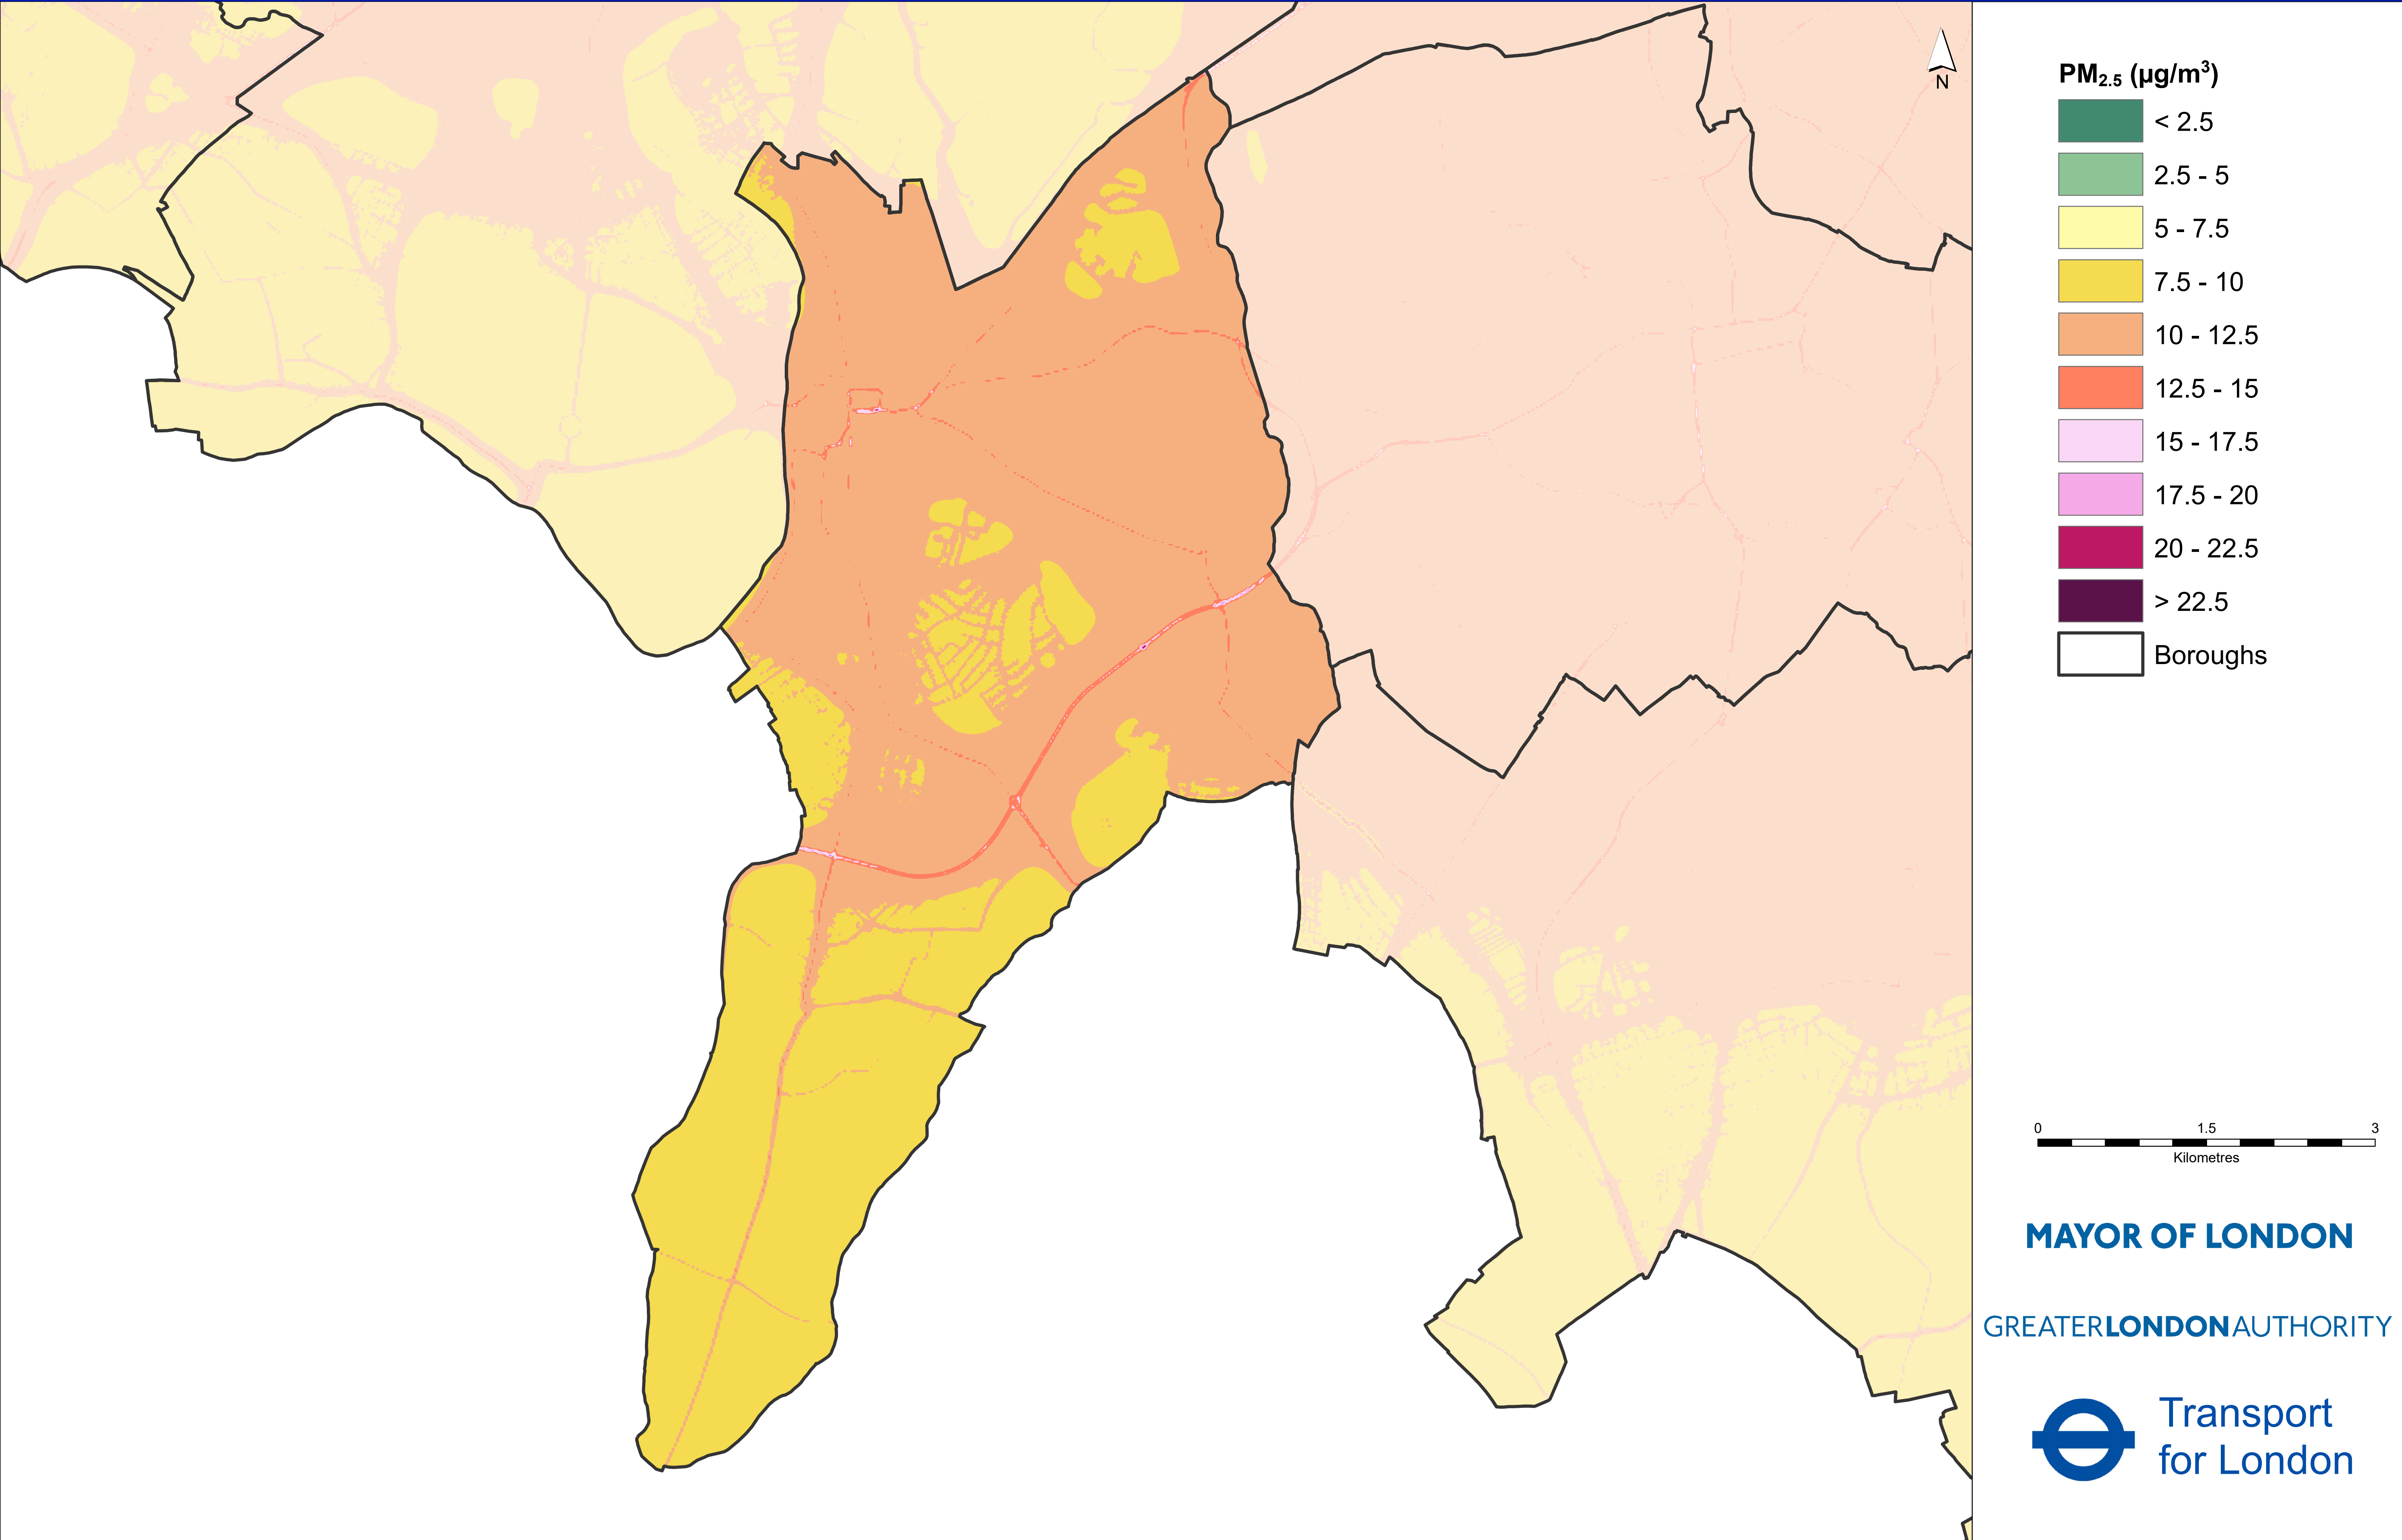 N
PM2.5 (µg/m³)
< 2.5
2.5 - 5
5 - 7.5
7.5 - 10
10 - 12.5
12.5 - 15
15 - 17.5
17.5 - 20
20 - 22.5
> 22.5
Boroughs
0 1.5 3
Kilometres
MAYOR OF LONDON
GREATERLONDONAUTHORITY
Transport
for London